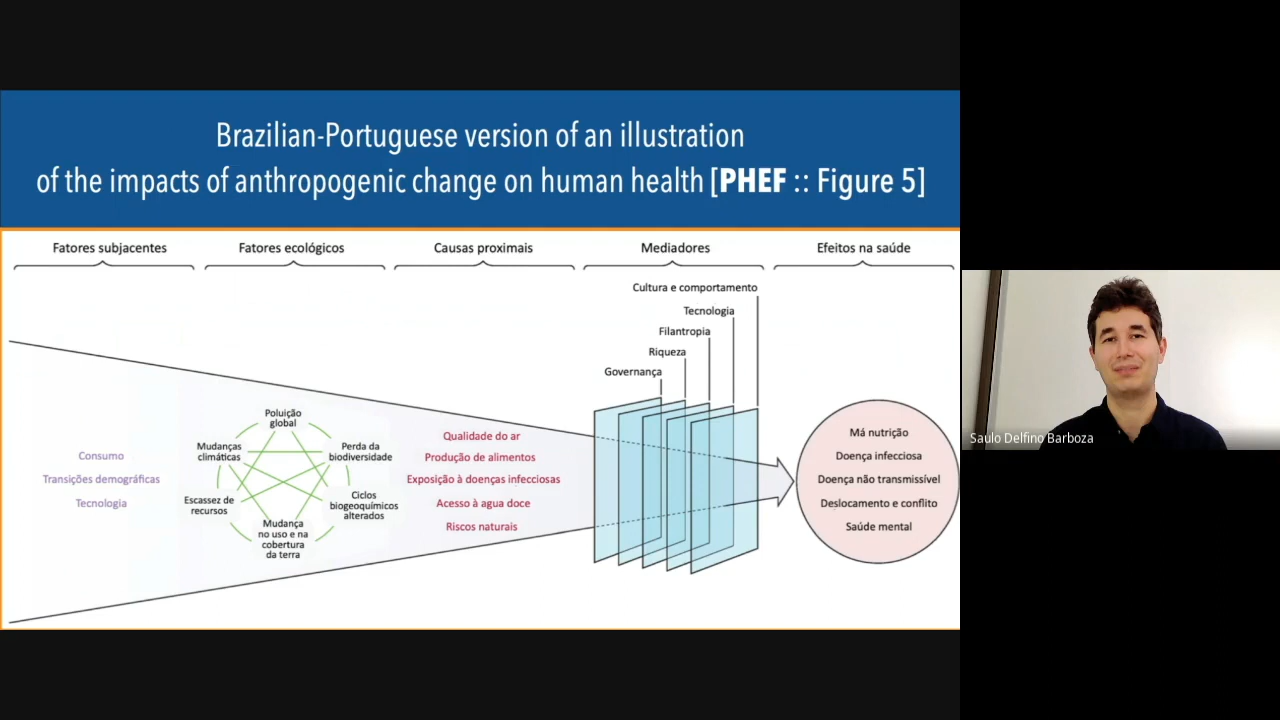 Brazilian-Portuguese version of an illustration
of the impacts of anthropogenic change on human health [PHEF :: Figure 5]
Fatores subjacentes
Fatores ecológicos
Causas proximais
Mediadores
Efeitos na saúde
Consumo
Transições demográficas
Tecnologia
Poluição
global
Mudanças
climáticas
Perda da
biodiversidade
Escassez de
recursos
Ciclos
biogeoquímicos
alterados
Mudança
no uso e na
cobertura
da terra
Qualidade do ar
Produção de alimentos
Exposição à doenças infecciosas
Acesso à agua doce
Riscos naturais
Cultura e comportamento
Tecnologia
Filantropia
Riqueza
Governança
Má nutrição
Doença infecciosa
Doença não transmissível
Deslocamento e conflito
Saúde mental
Saulo Delfino Barboza